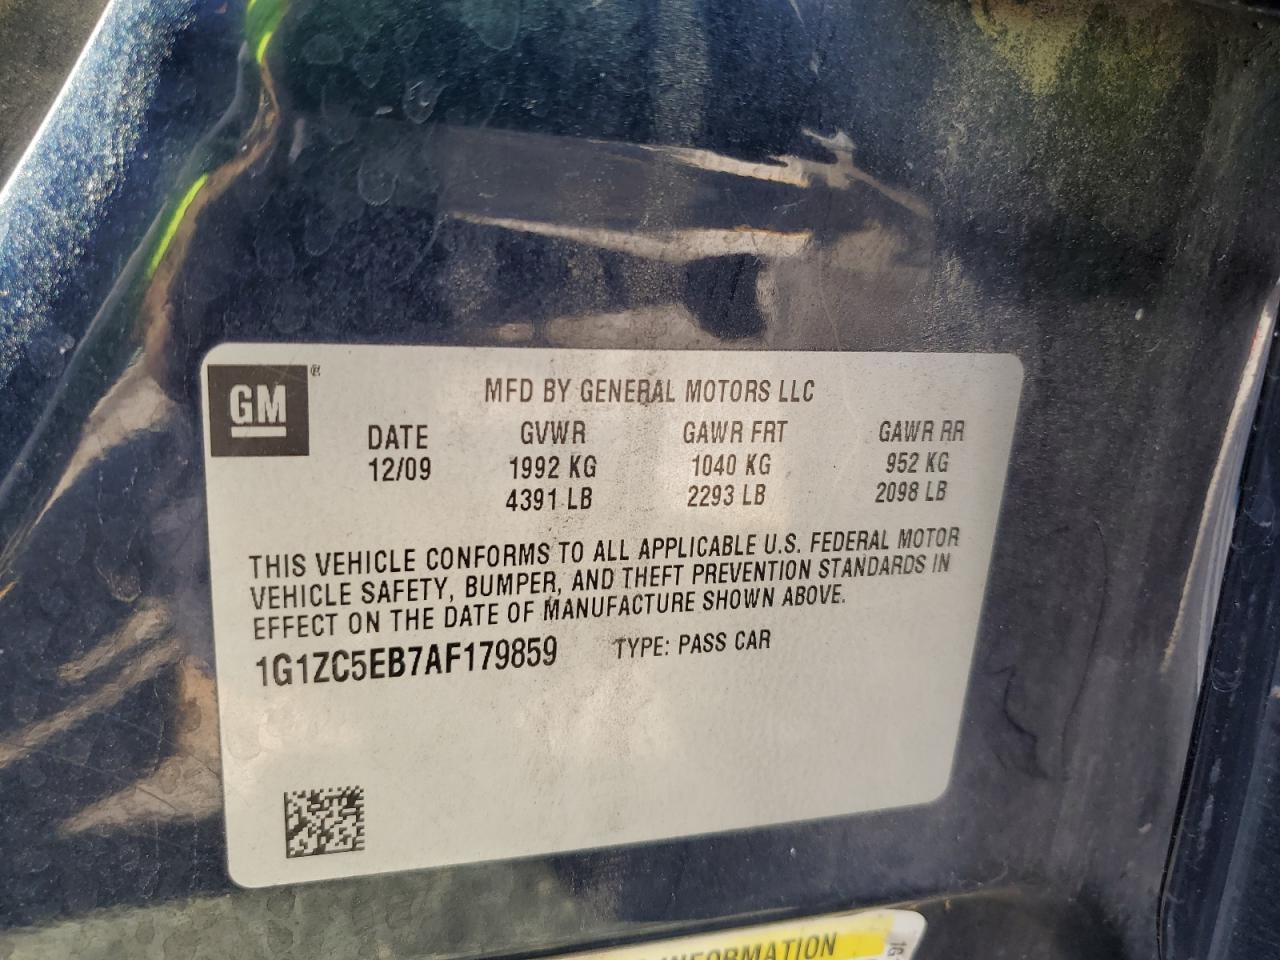 GM ®
MFD BY GENERAL MOTORS LLC
DATE GVWR GAWR FRT GAWR RR
12/09 1992 KG 1040 KG 952 KG
4391 LB 2293 LB 2098 LB
THIS VEHICLE CONFORMS TO ALL APPLICABLE U.S. FEDERAL MOTOR
VEHICLE SAFETY, BUMPER, AND THEFT PREVENTION STANDARDS IN
EFFECT ON THE DATE OF MANUFACTURE SHOWN ABOVE.
1G1ZC5EB7AF179859 TYPE: PASS CAR
INFORMATION